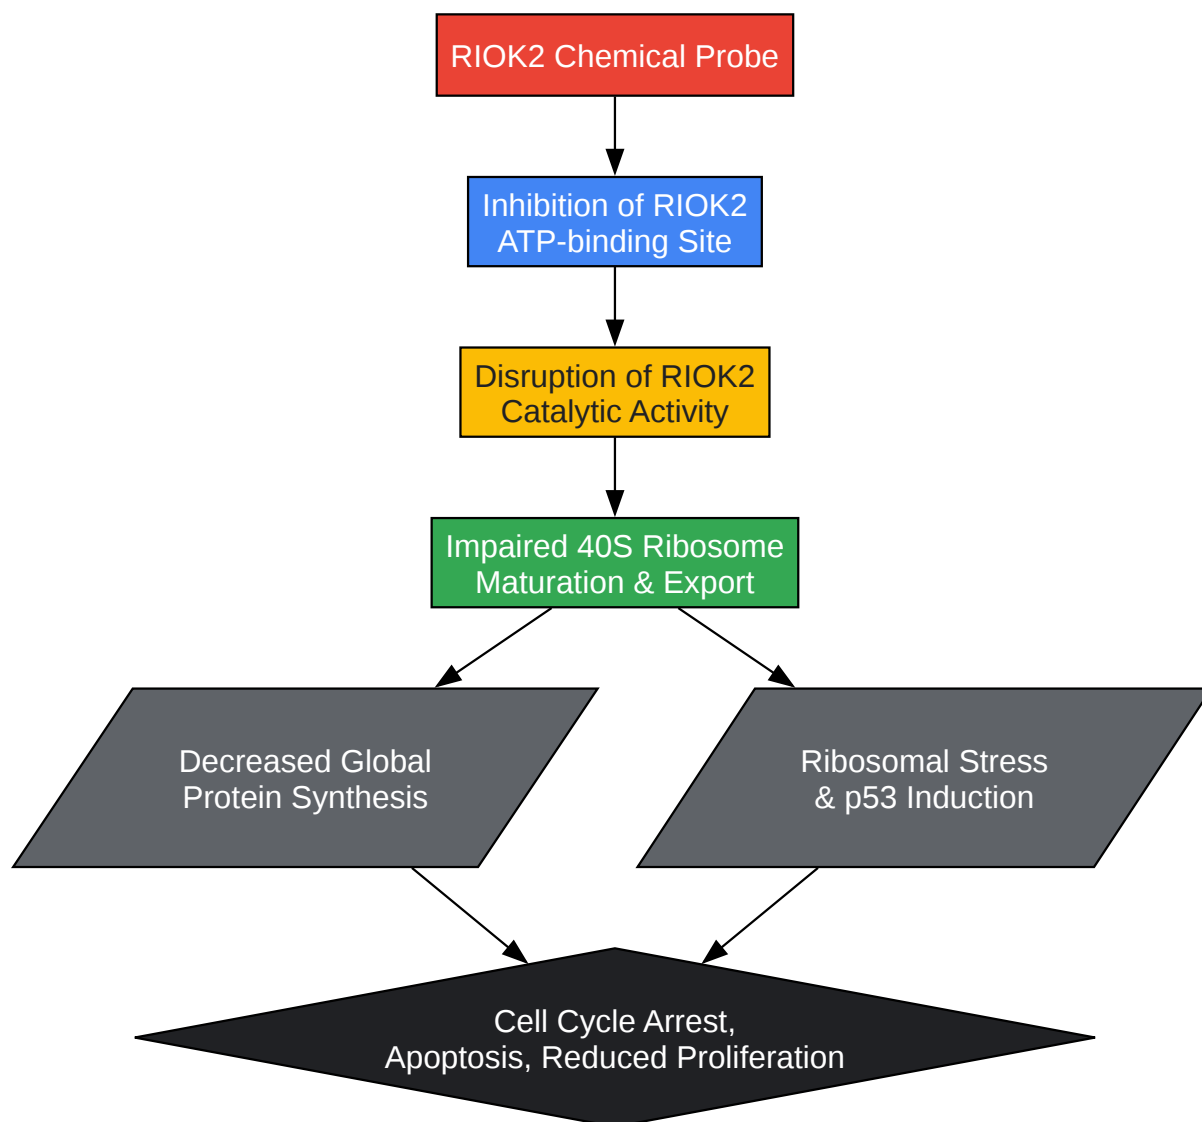 RIOK2 Chemical Probe
Inhibition of RIOK2
ATP-binding Site
Disruption of RIOK2
Catalytic Activity
Impaired 40S Ribosome
Maturation & Export
Decreased Global
Protein Synthesis
Ribosomal Stress
& p53 Induction
Cell Cycle Arrest,
Apoptosis, Reduced Proliferation